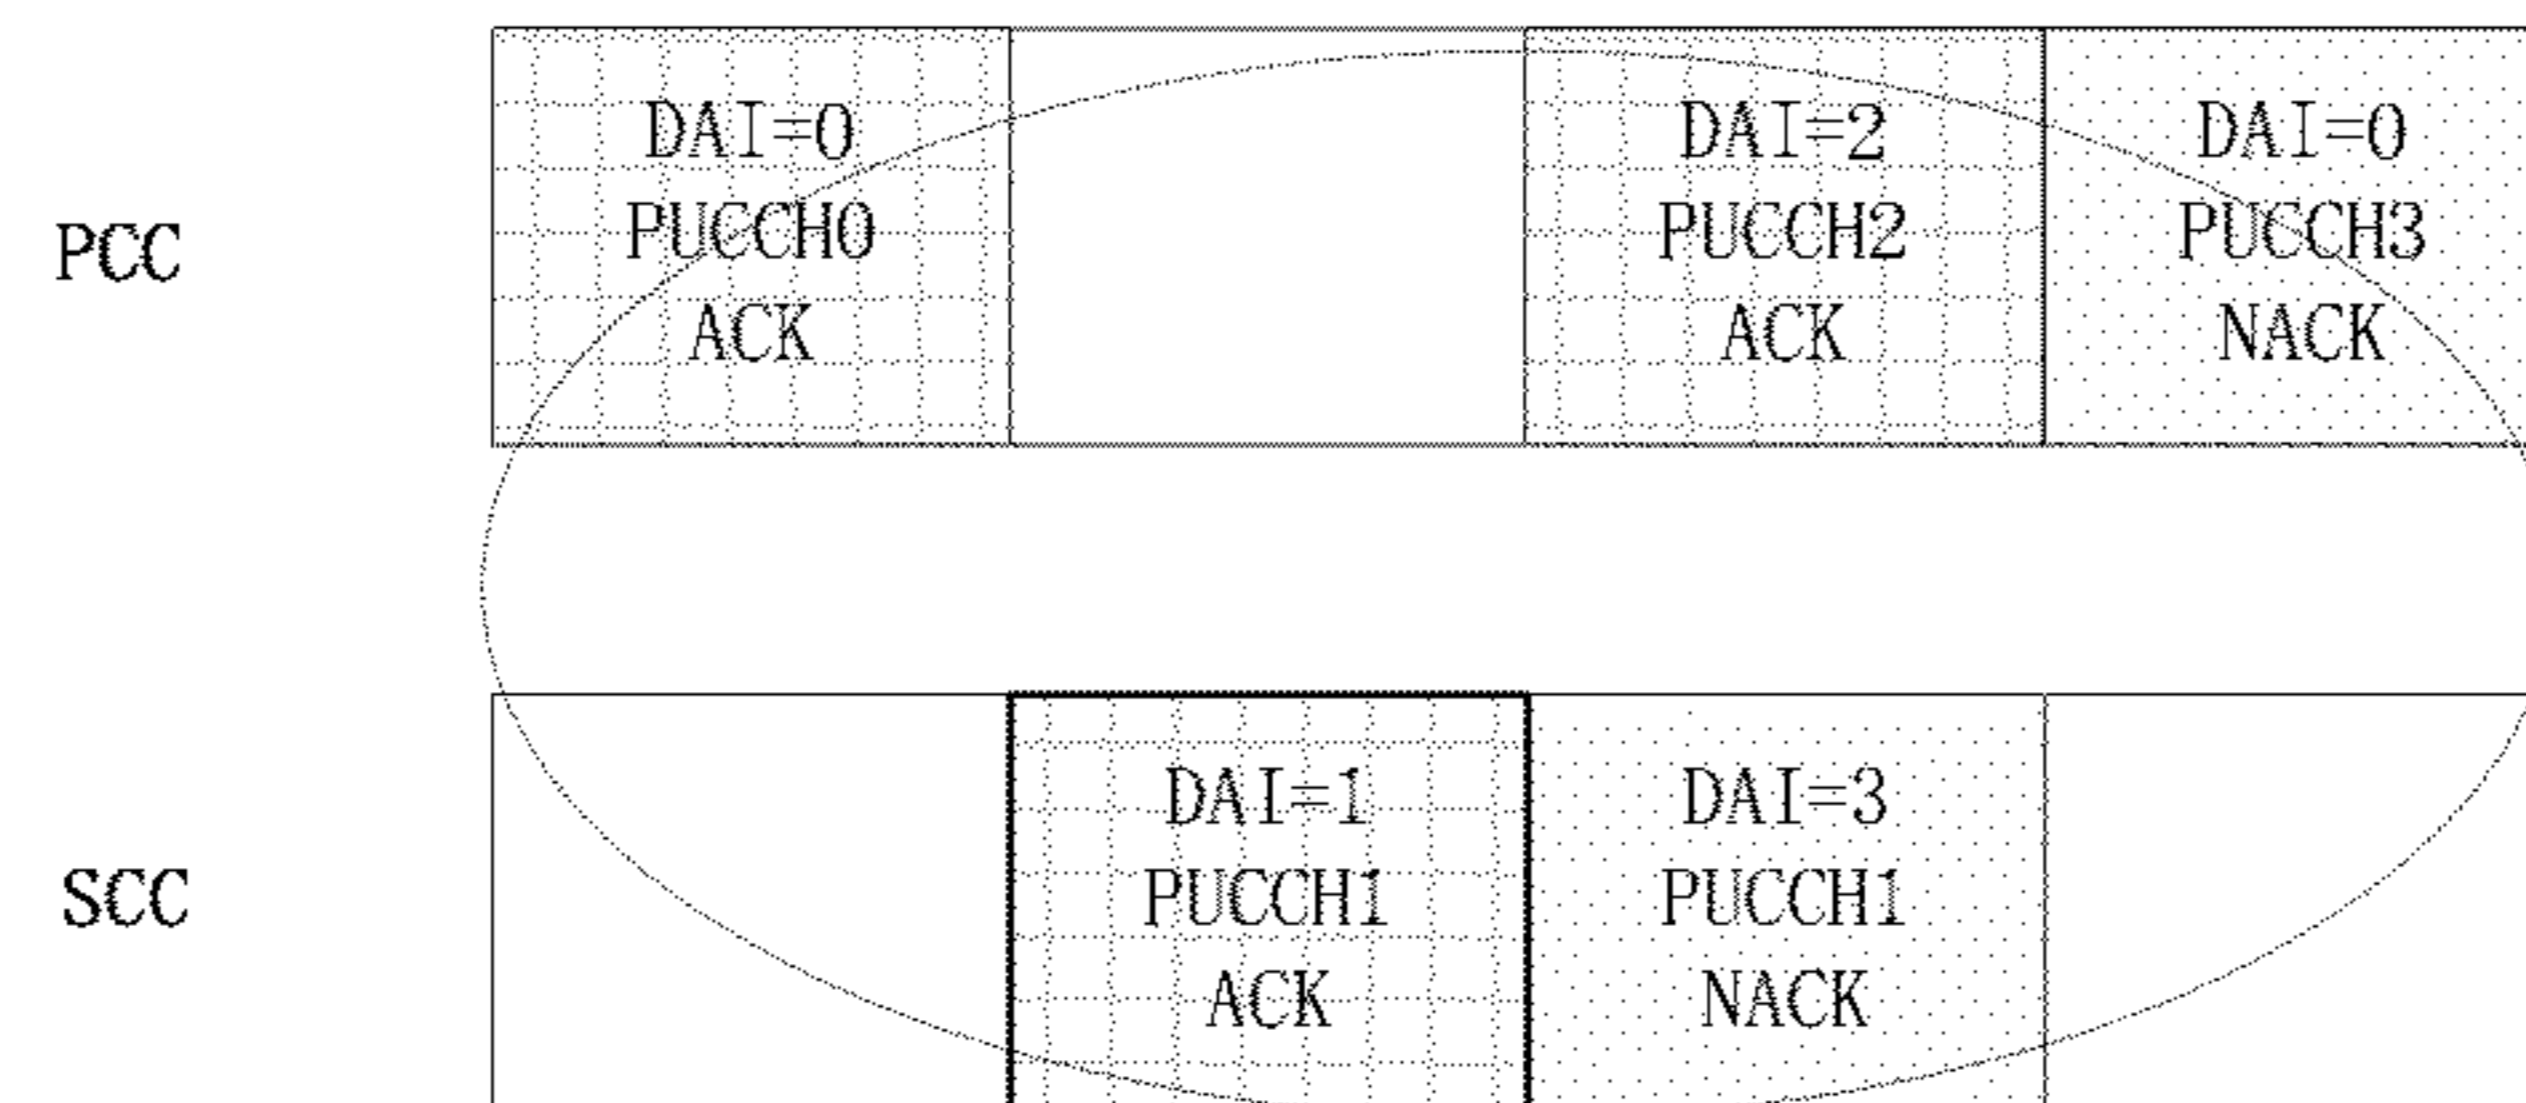 PCC
DAI=0
PUCCH0
ACK
DAI=2
PUCCH2
ACK
DAI=0
PUCCH3
NACK
SCC
DAI=1
PUCCH1
ACK
DAI=3
PUCCH1
NACK